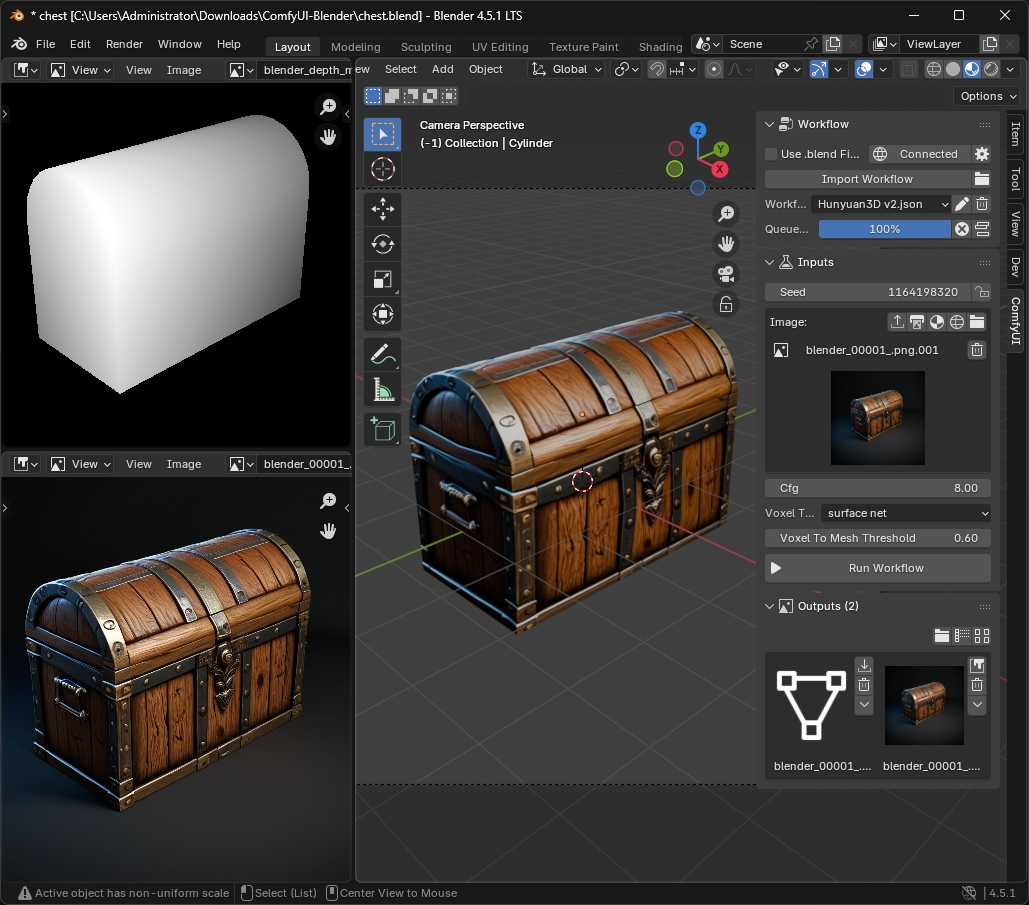 * chest [C:\Users\Administrator\Downloads\ComfyUI-Blender\chest.blend] - Blender 4.5.1 LTS
File Edit Render Window Help Layout Modeling Sculpting UV Editing Texture Paint Shading Scene ViewLayer
View View Image blender_depth_m
ew Select Add Object Global
Options
Camera Perspective
(-1) Collection | Cylinder
Z
Y
X
Workflow
Use .blend Fi... Connected
Import Workflow
Workf... Hunyuan3D v2.json
Queue... 100%
Inputs
Seed 1164198320
Image:
blender_00001_.png.001
Cfg 8.00
Voxel T... surface net
Voxel To Mesh Threshold 0.60
Run Workflow
Outputs (2)
blender_00001_.... blender_00001_....
Item
Tool
View
Dev
ComfyUI
View View Image blender_00001_.
Active object has non-uniform scale Select (List) Center View to Mouse 4.5.1